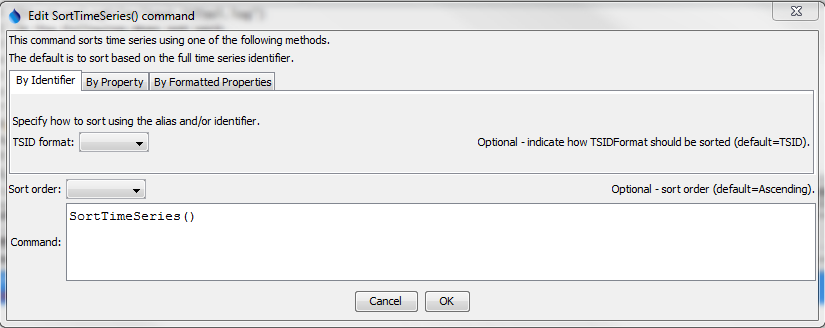 Edit SortTimeSeries() command
This command sorts time series using one of the following methods.
The default is to sort based on the full time series identifier.
By Identifier By Property By Formatted Properties
Specify how to sort using the alias and/or identifier.
TSID format: Optional - indicate how TSIDFormat should be sorted (default=TSID).
Sort order: Optional - sort order (default=Ascending).
SortTimeSeries()
Command:
Cancel OK